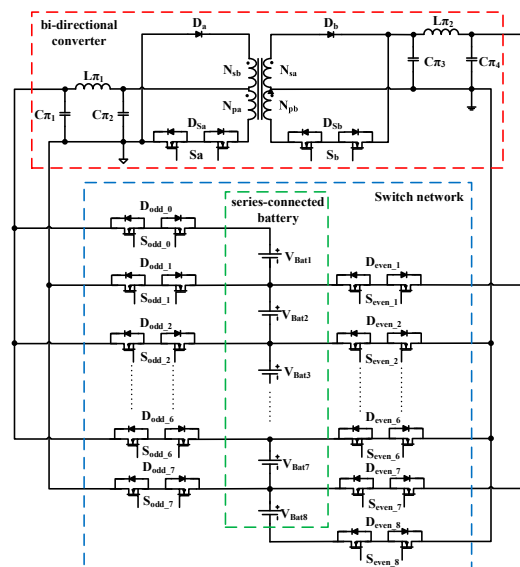 bi-directional
converter
Da
Db
Lπ1
Lπ2
Nsb
Nsa
Npa
Npb
Cπ1
Cπ2
Cπ3
Cπ4
DSa
DSb
Sa
Sb
series-connected
battery
Switch network
Dodd_0
Sodd_0
VBat1
Dodd_1
Sodd_1
Deven_1
Seven_1
VBat2
Dodd_2
Sodd_2
Deven_2
Seven_2
VBat3
Dodd_6
Sodd_6
Deven_6
Seven_6
VBat7
Dodd_7
Sodd_7
Deven_7
Seven_7
VBat8
Deven_8
Seven_8